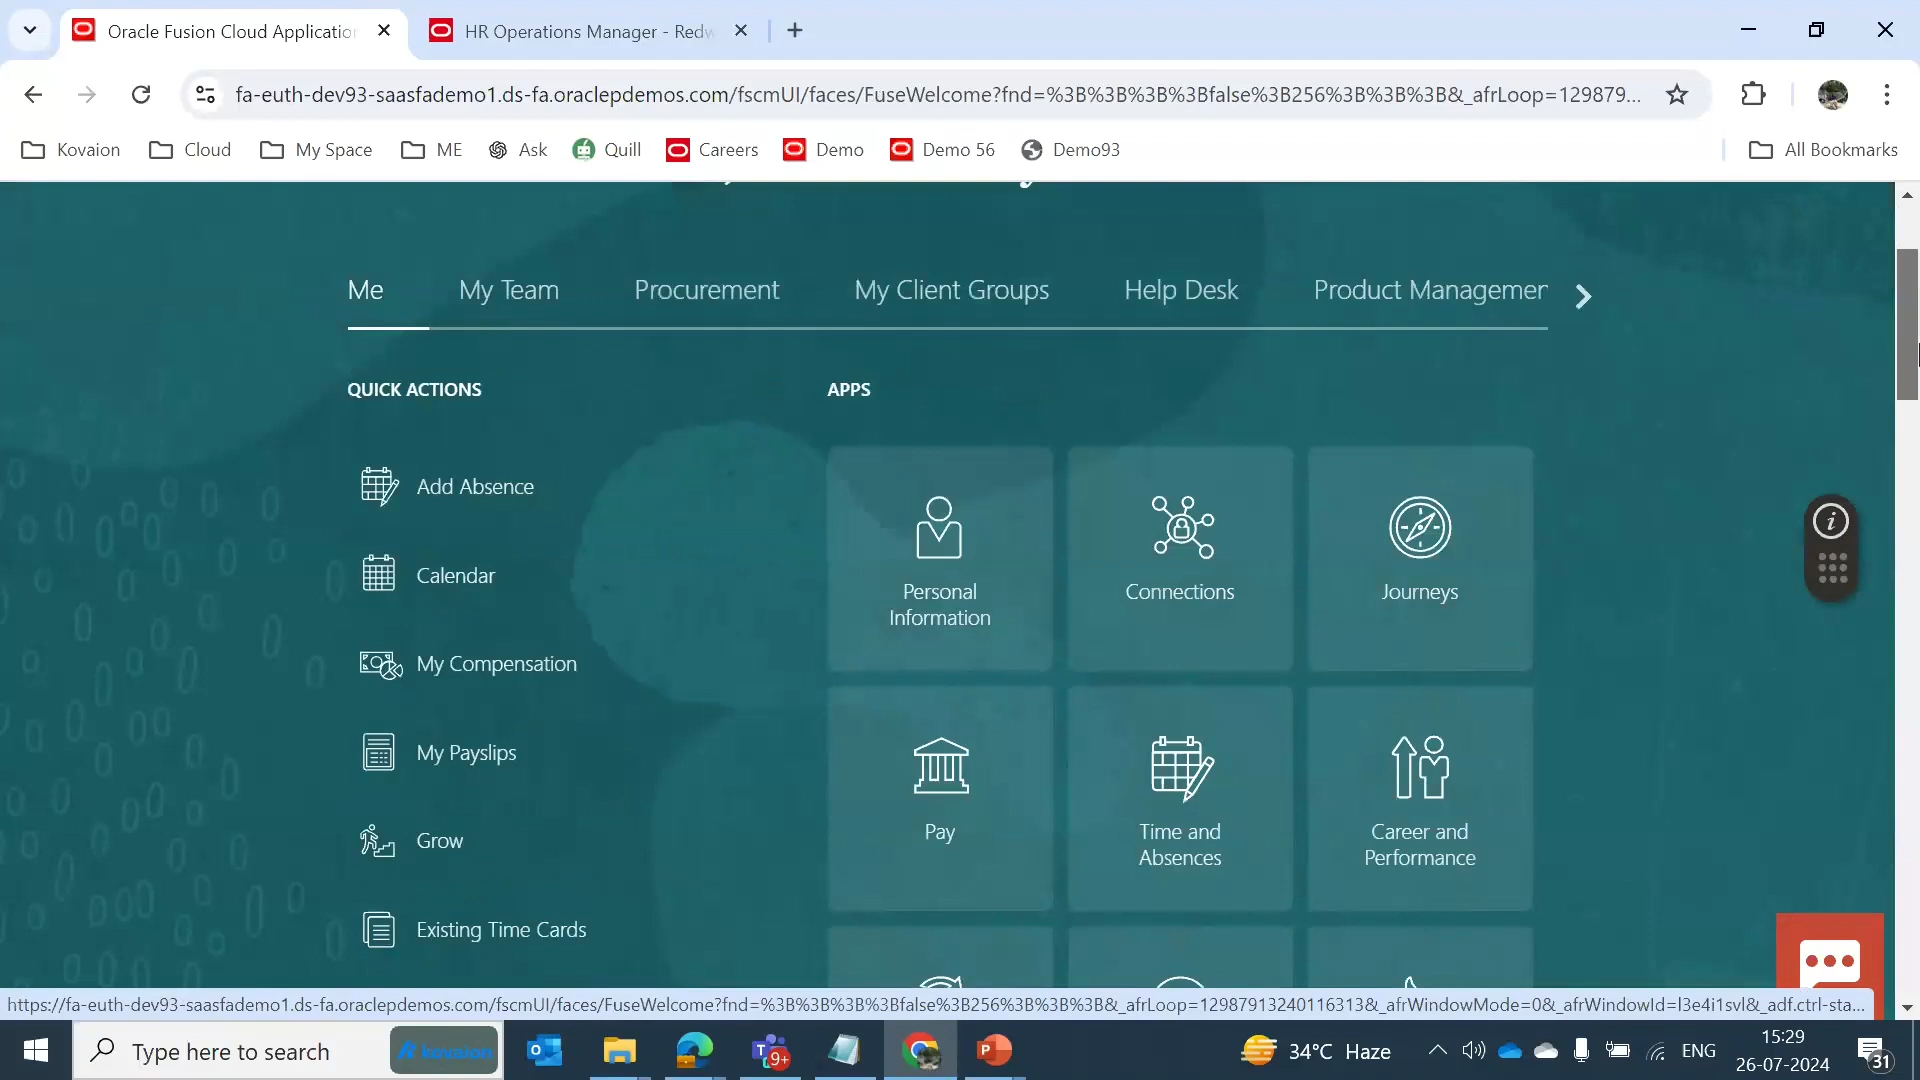 Oracle Fusion Cloud Applicatio
HR Operations Manager - Redw
fa-euth-dev93-saasfademo1.ds-fa.oraclepdemos.com/fscmUI/faces/FuseWelcome?fnd=%3B%3B%3B%3Bfalse%3B256%3B%3B%3B&_afrLoop=129879...
Kovaion
Cloud
My Space
ME
Ask
Quill
Careers
Demo
Demo 56
Demo93
All Bookmarks
Me
My Team
Procurement
My Client Groups
Help Desk
Product Managemen
QUICK ACTIONS
APPS
Add Absence
Calendar
My Compensation
My Payslips
Grow
Existing Time Cards
Personal
Information
Connections
Journeys
Pay
Time and
Absences
Career and
Performance
https://fa-euth-dev93-saasfademo1.ds-fa.oraclepdemos.com/fscmUI/faces/FuseWelcome?fnd=%3B%3B%3B%3Bfalse%3B256%3B%3B%3B&_afrLoop=12987913240116313&_afrWindowMode=0&_afrWindowId=l3e4i1svl&_adf.ctrl-sta...
Type here to search
kovaion
9+
34°C Haze
ENG
15:29
26-07-2024
31